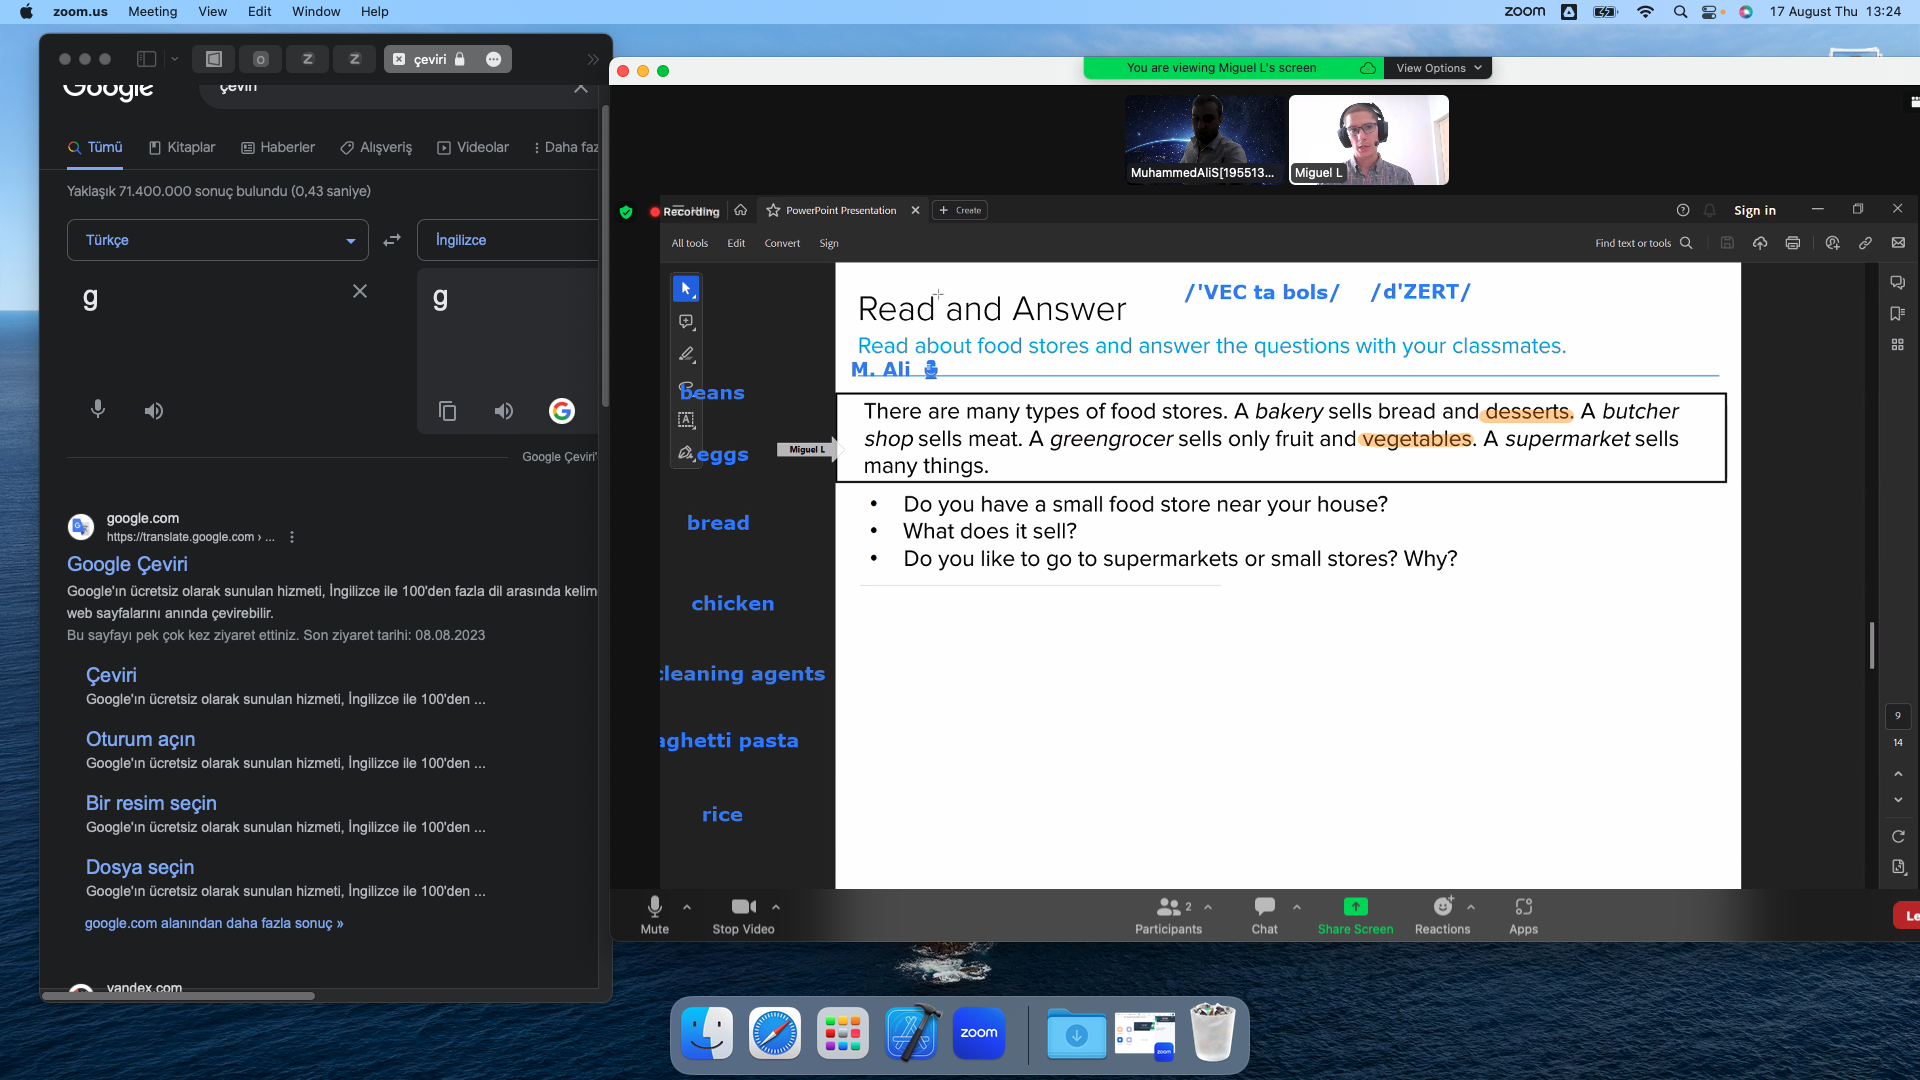 zoom.us Meeting View Edit Window Help
zoom 17 August Thu 13:24
çeviri
Google çeviri
Tümü Kitaplar Haberler Alışveriş Videolar Daha faz
Yaklaşık 71.400.000 sonuç bulundu (0,43 saniye)
Türkçe İngilizce
g g
Google Çeviri'
google.com
https://translate.google.com › ...
Google Çeviri
Google'ın ücretsiz olarak sunulan hizmeti, İngilizce ile 100'den fazla dil arasında kelim
web sayfalarını anında çevirebilir.
Bu sayfayı pek çok kez ziyaret ettiniz. Son ziyaret tarihi: 08.08.2023
Çeviri
Google'ın ücretsiz olarak sunulan hizmeti, İngilizce ile 100'den ...
Oturum açın
Google'ın ücretsiz olarak sunulan hizmeti, İngilizce ile 100'den ...
Bir resim seçin
Google'ın ücretsiz olarak sunulan hizmeti, İngilizce ile 100'den ...
Dosya seçin
Google'ın ücretsiz olarak sunulan hizmeti, İngilizce ile 100'den ...
google.com alanından daha fazla sonuç »
yandex.com
You are viewing Miguel L's screen View Options
MuhammedAliS[195513... Miguel L
Recording PowerPoint Presentation + Create Sign in
All tools Edit Convert Sign Find text or tools
Read and Answer /'VEC ta bols/ /d'ZERT/
Read about food stores and answer the questions with your classmates.
M. Ali
There are many types of food stores. A bakery sells bread and desserts. A butcher
shop sells meat. A greengrocer sells only fruit and vegetables. A supermarket sells
many things.
• Do you have a small food store near your house?
• What does it sell?
• Do you like to go to supermarkets or small stores? Why?
beans
eggs
Miguel L
bread
chicken
cleaning agents
aghetti pasta
rice
9
14
Mute Stop Video Participants 2 Chat Share Screen Reactions Apps Le
zoom